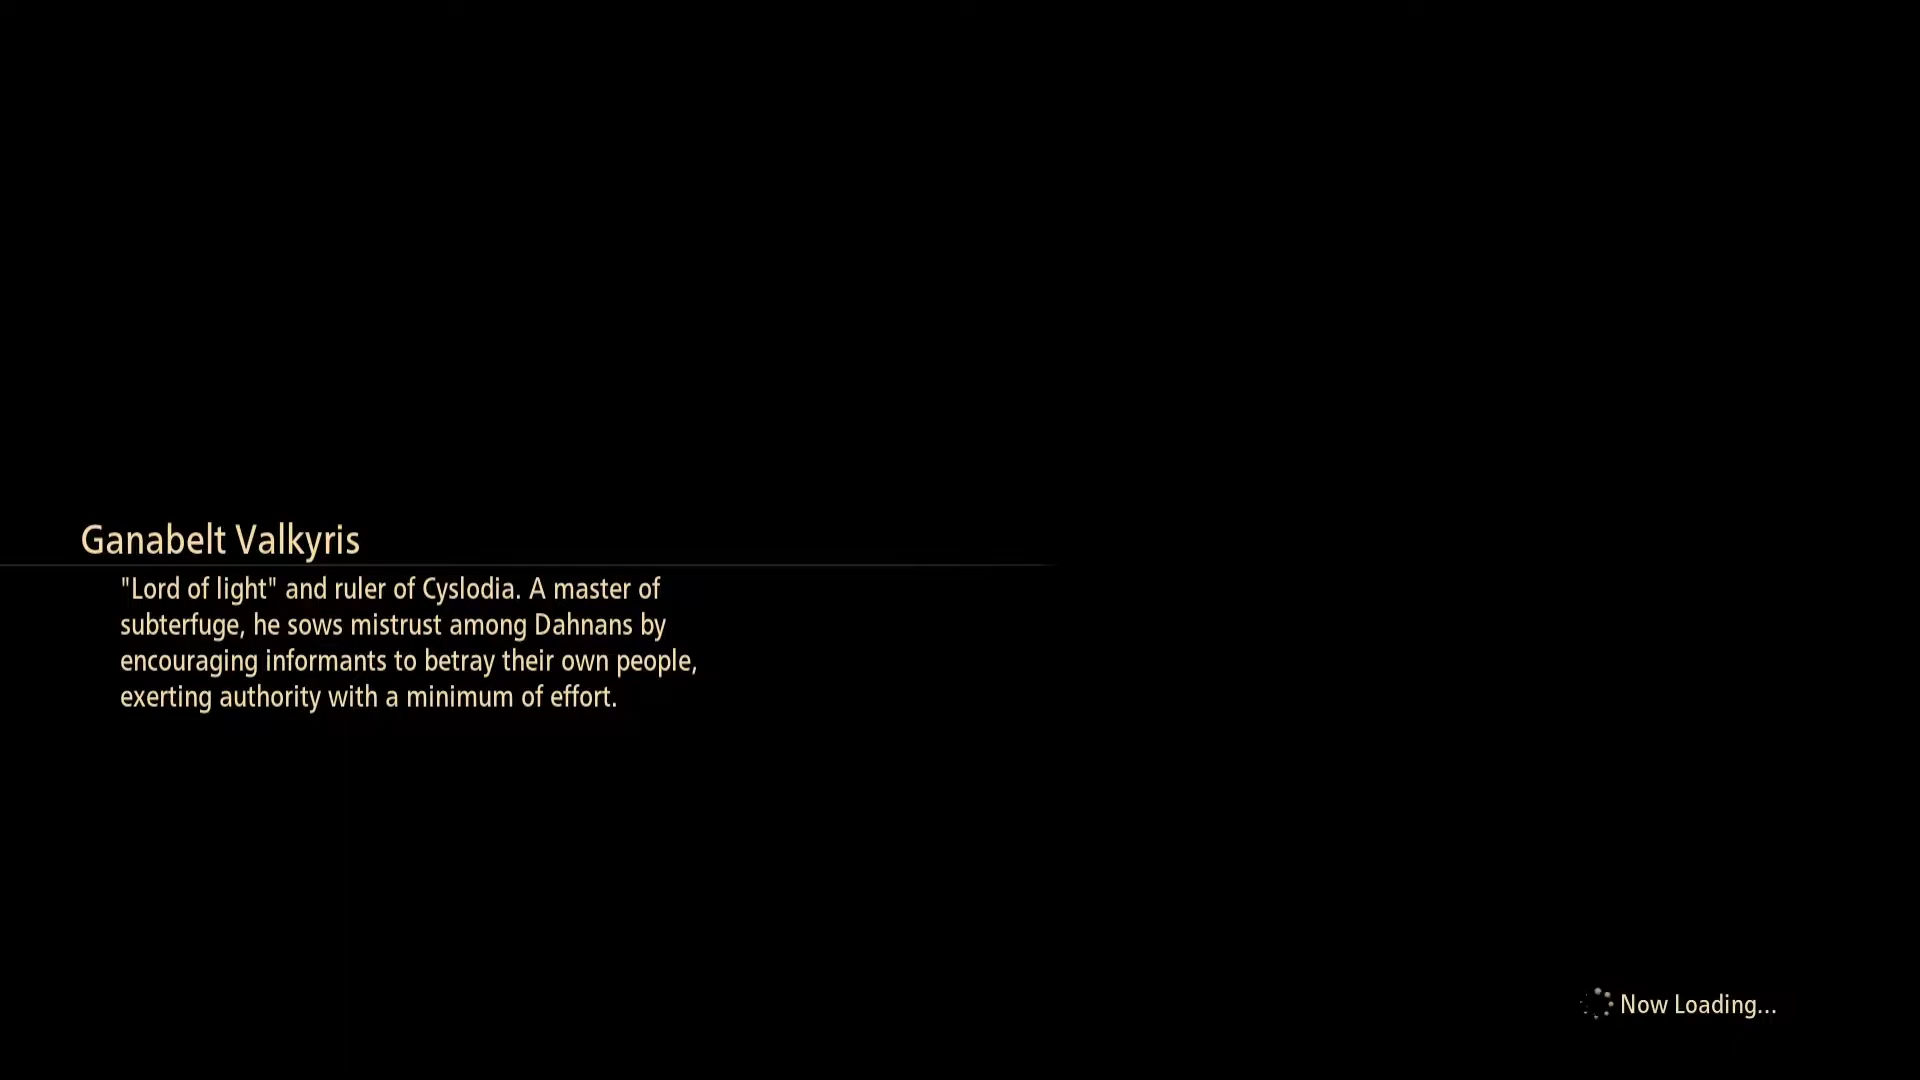 Ganabelt Valkyris
"Lord of light" and ruler of Cyslodia. A master of
subterfuge, he sows mistrust among Dahnans by
encouraging informants to betray their own people,
exerting authority with a minimum of effort.
Now Loading...